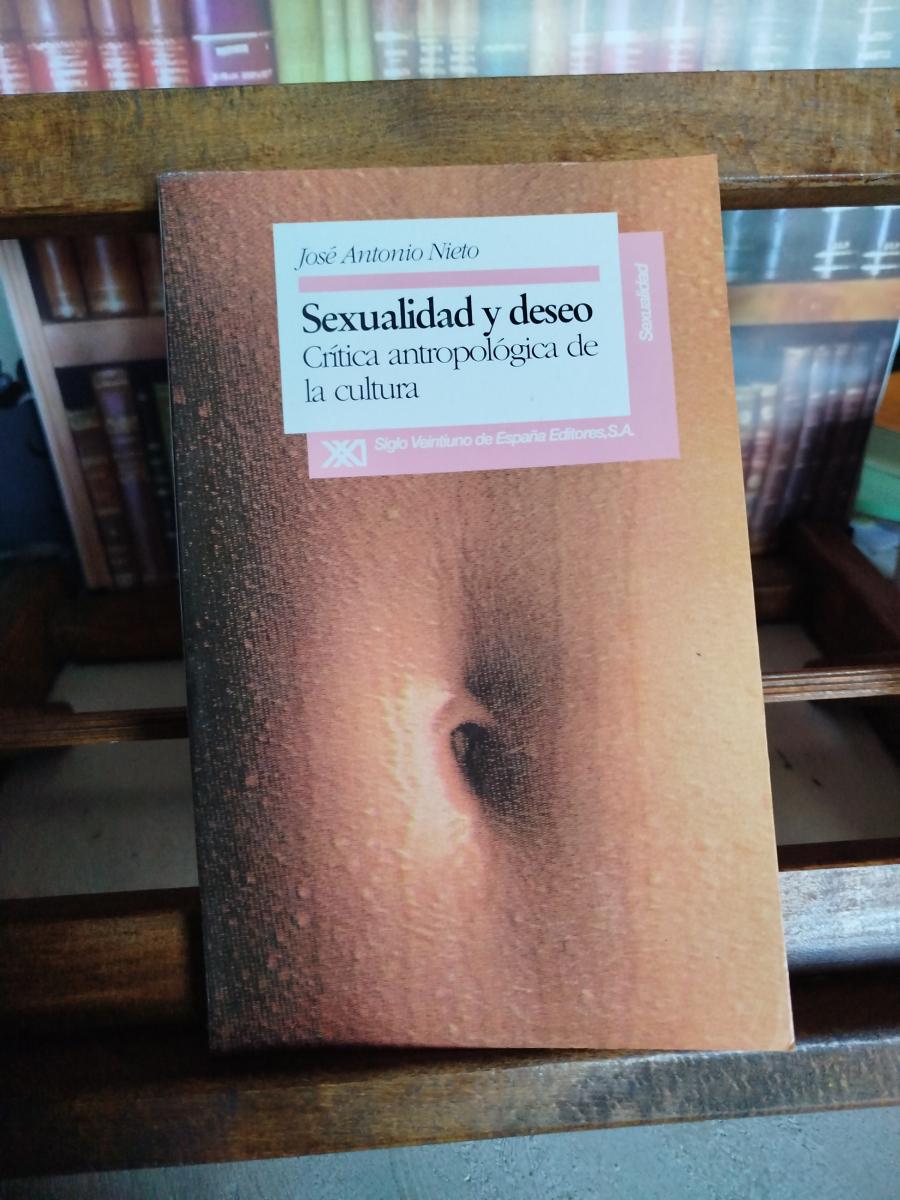 José Antonio Nieto
Sexualidad y deseo
Crítica antropológica de
la cultura
Sexualidad
Siglo Veintiuno de España Editores, S.A.